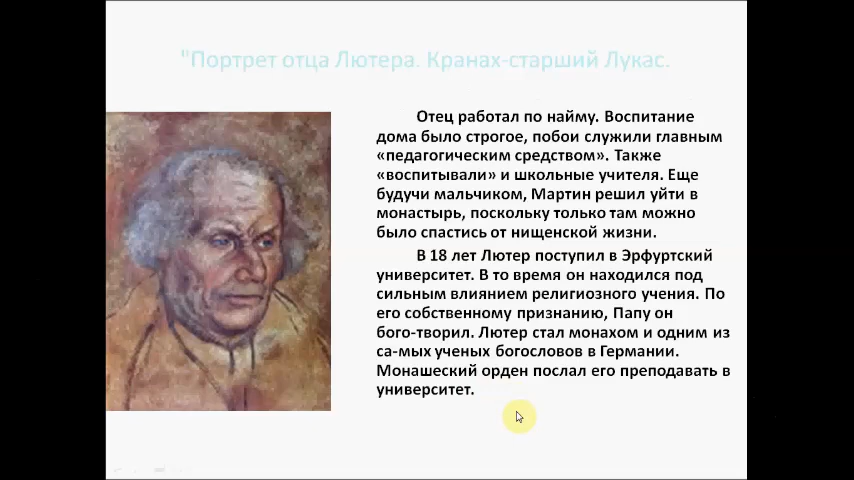 "Портрет отца Лютера. Кранах-старший Лукас.
Отец работал по найму. Воспитание
дома было строгое, побои служили главным
«педагогическим средством». Также
«воспитывали» и школьные учителя. Еще
будучи мальчиком, Мартин решил уйти в
монастырь, поскольку только там можно
было спастись от нищенской жизни.
В 18 лет Лютер поступил в Эрфуртский
университет. В то время он находился под
сильным влиянием религиозного учения. По
его собственному признанию, Папу он
бого-творил. Лютер стал монахом и одним из
са-мых ученых богословов в Германии.
Монашеский орден послал его преподавать в
университет.